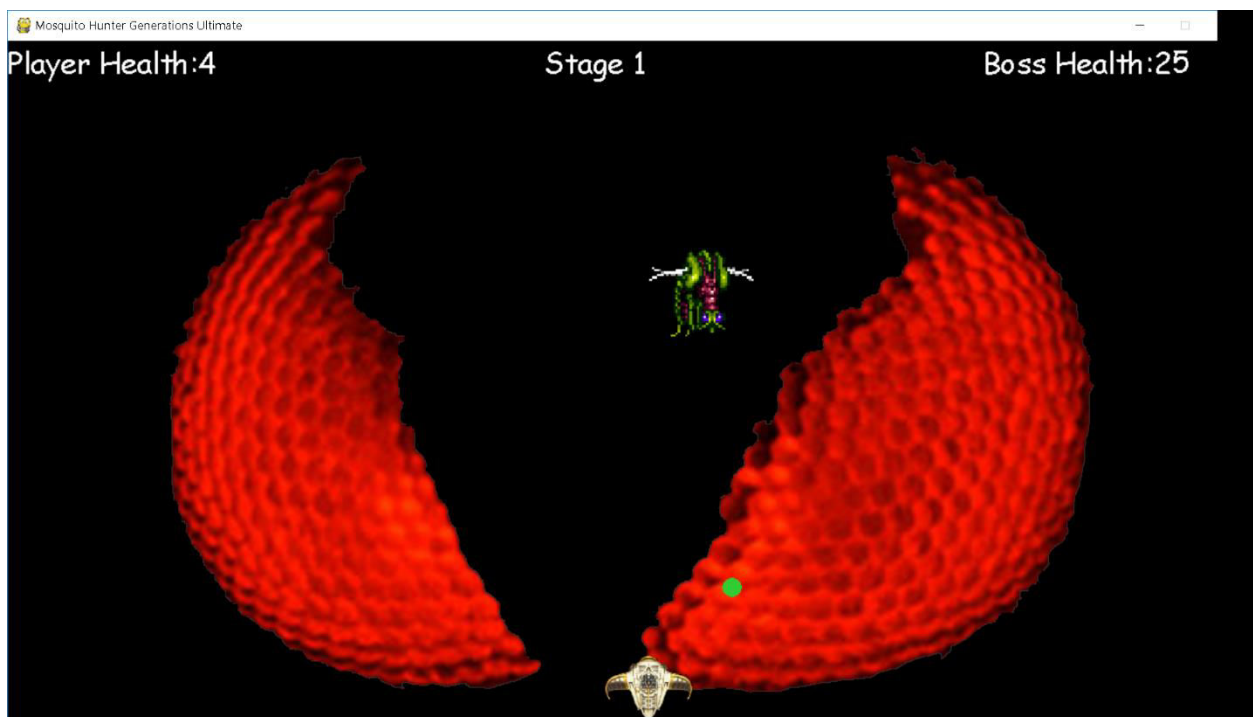 Mosquito Hunter Generations Ultimate
Player Health:4
Stage 1
Boss Health:25